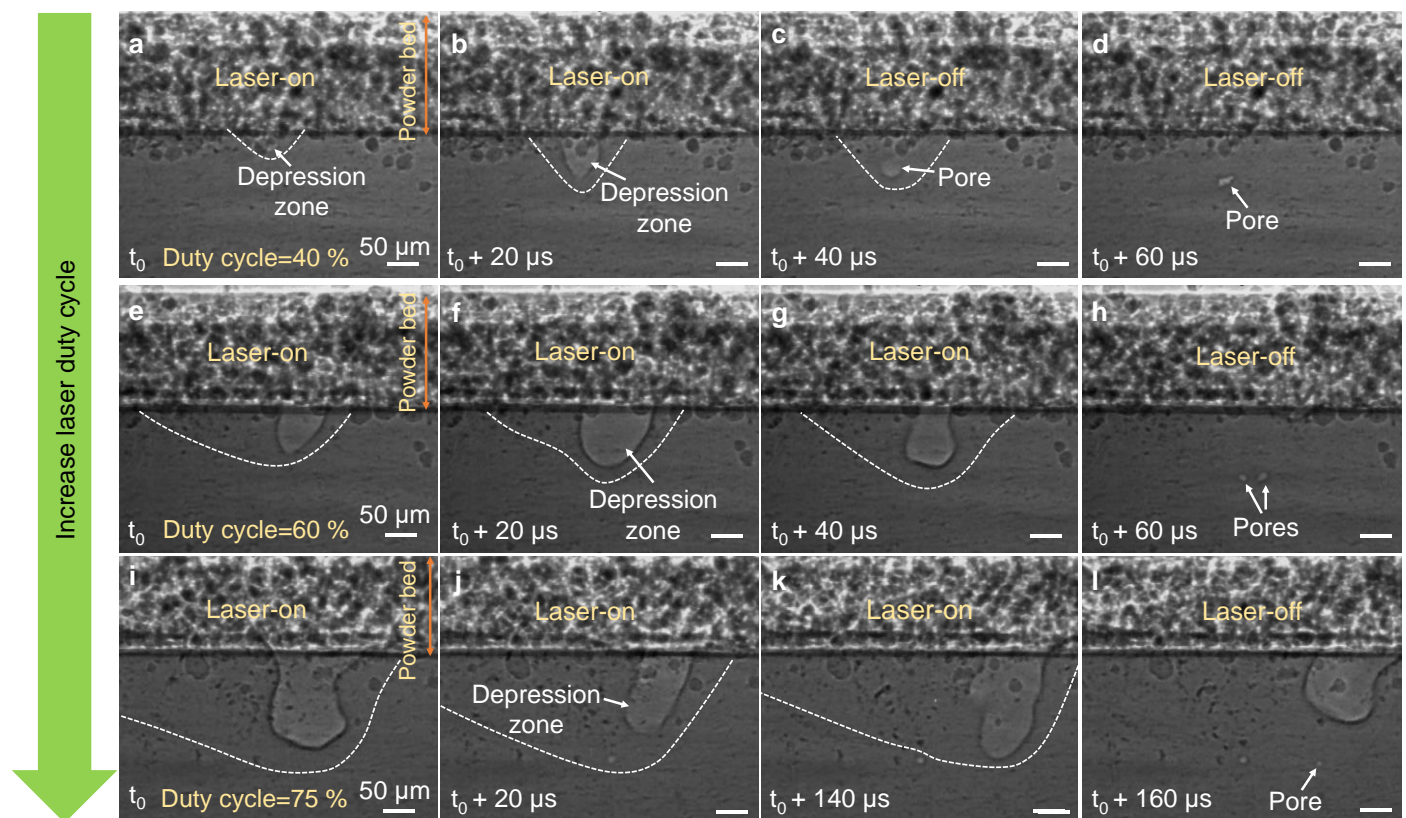 Increase laser duty cycle
a
Laser-on
Powder bed
Depression
zone
t0 Duty cycle=40 % 50 μm
b
Laser-on
Depression
zone
t0 + 20 μs
c
Laser-off
Pore
t0 + 40 μs
d
Laser-off
Pore
t0 + 60 μs
e
Laser-on
Powder bed
t0 Duty cycle=60 % 50 μm
f
Laser-on
Depression
zone
t0 + 20 μs
g
Laser-on
t0 + 40 μs
h
Laser-off
Pores
t0 + 60 μs
i
Laser-on
Powder bed
t0 Duty cycle=75 % 50 μm
j
Laser-on
Depression
zone
t0 + 20 μs
k
Laser-on
t0 + 140 μs
l
Laser-off
Pore
t0 + 160 μs